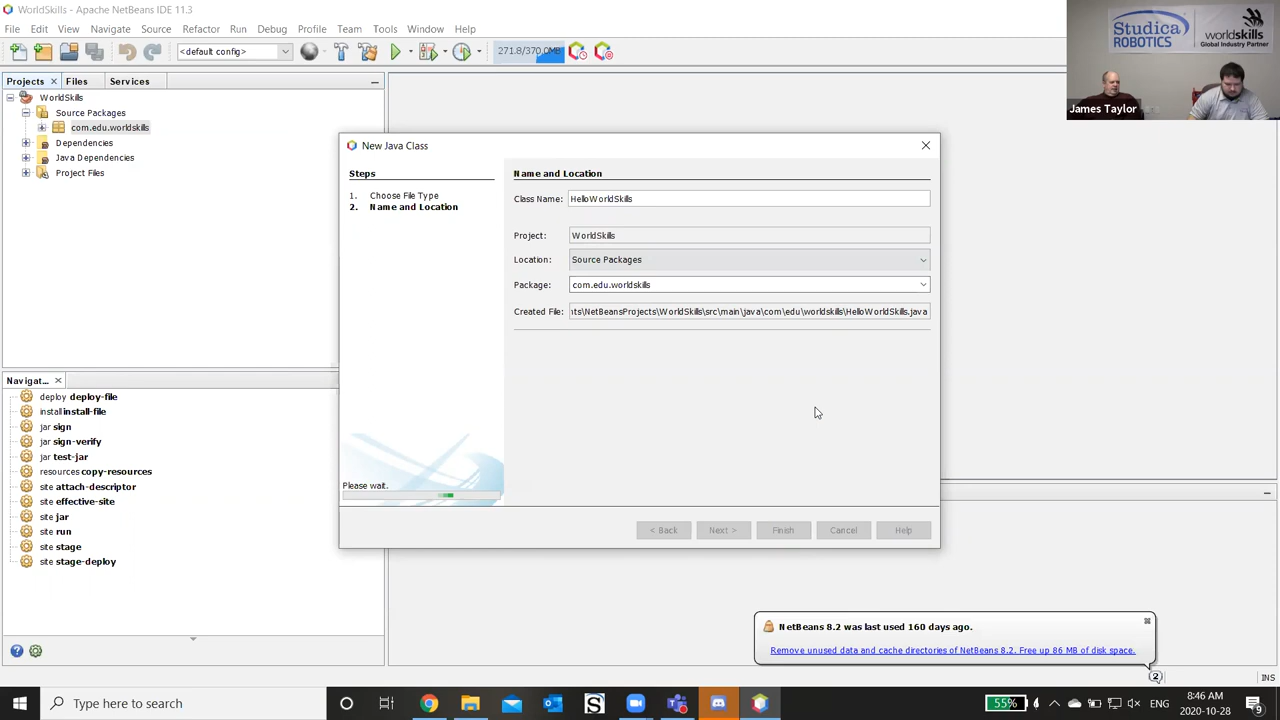 WorldSkills - Apache NetBeans IDE 11.3
File Edit View Navigate Source Refactor Run Debug Profile Team Tools Window Help
<default config>
271.8/370.0MB
Projects Files Services
WorldSkills
Source Packages
com.edu.worldskills
Dependencies
Java Dependencies
Project Files
Navigat...
deploy deploy-file
install install-file
jar sign
jar sign-verify
jar test-jar
resources copy-resources
site attach-descriptor
site effective-site
site jar
site run
site stage
site stage-deploy
New Java Class
Steps
1. Choose File Type
2. Name and Location
Please wait.
Name and Location
Class Name: HelloWorldSkills
Project: WorldSkills
Location: Source Packages
Package: com.edu.worldskills
Created File: nts\NetBeansProjects\WorldSkills\src\main\java\com\edu\worldskills\HelloWorldSkills.java
< Back Next > Finish Cancel Help
NetBeans 8.2 was last used 160 days ago.
Remove unused data and cache directories of NetBeans 8.2. Free up 86 MB of disk space.
2
INS
Studica
ROBOTICS
worldskills
Global Industry Partner
James Taylor
Type here to search
55%
ENG
8:46 AM
2020-10-28
9